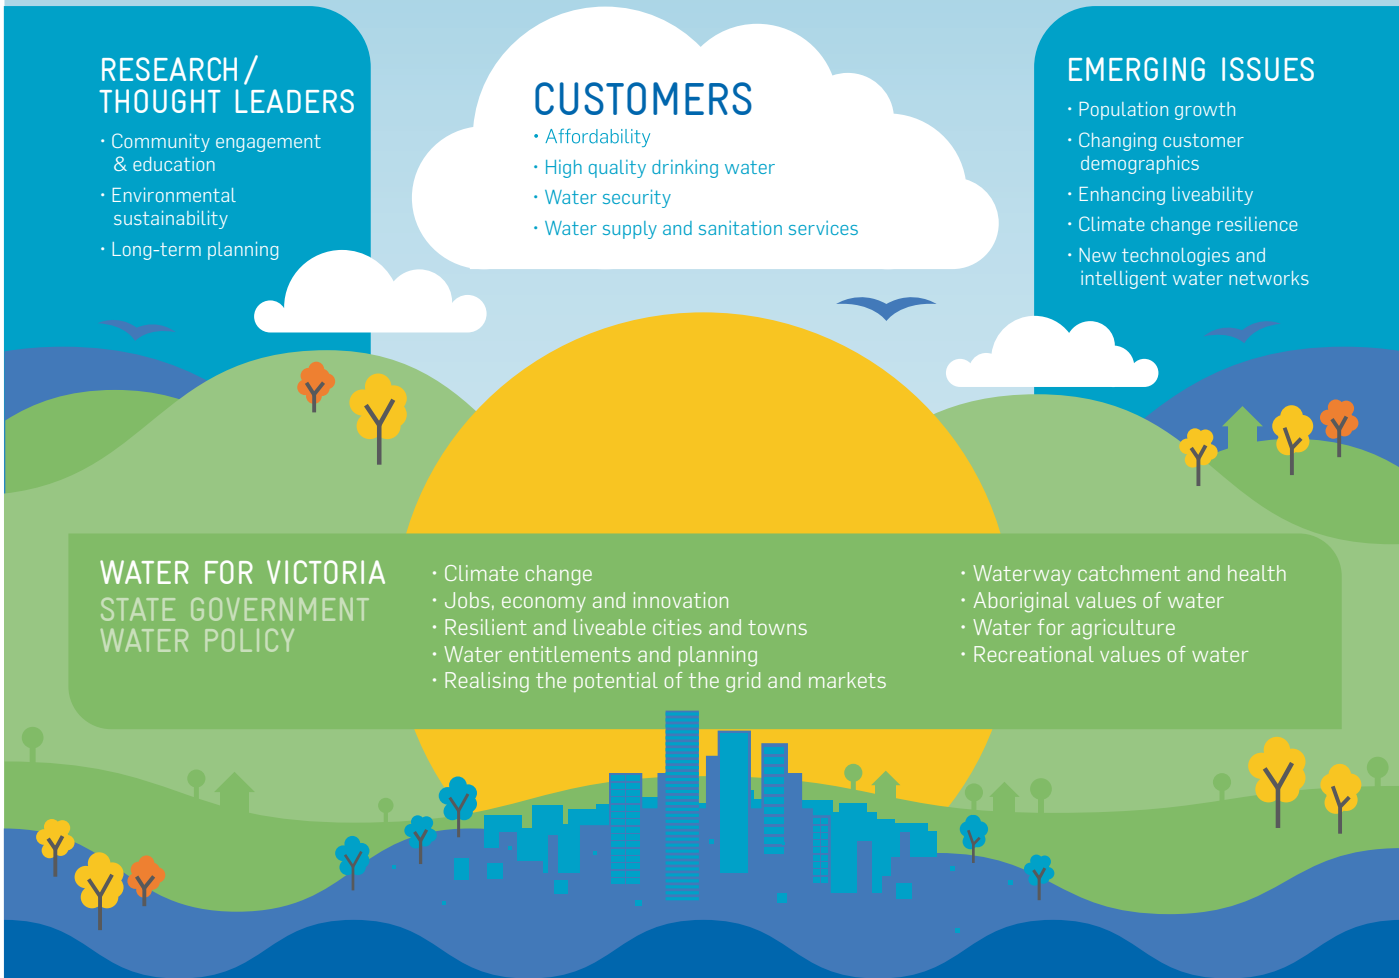 RESEARCH/
THOUGHT LEADERS
· Community engagement
& education
· Environmental
sustainability
· Long-term planning
CUSTOMERS
· Affordability
· High quality drinking water
· Water security
· Water supply and sanitation services
EMERGING ISSUES
· Population growth
· Changing customer
demographics
· Enhancing liveability
· Climate change resilience
· New technologies and
intelligent water networks
WATER FOR VICTORIA
STATE GOVERNMENT
WATER POLICY
· Climate change
· Jobs, economy and innovation
· Resilient and liveable cities and towns
· Water entitlements and planning
· Realising the potential of the grid and markets
· Waterway catchment and health
· Aboriginal values of water
· Water for agriculture
· Recreational values of water